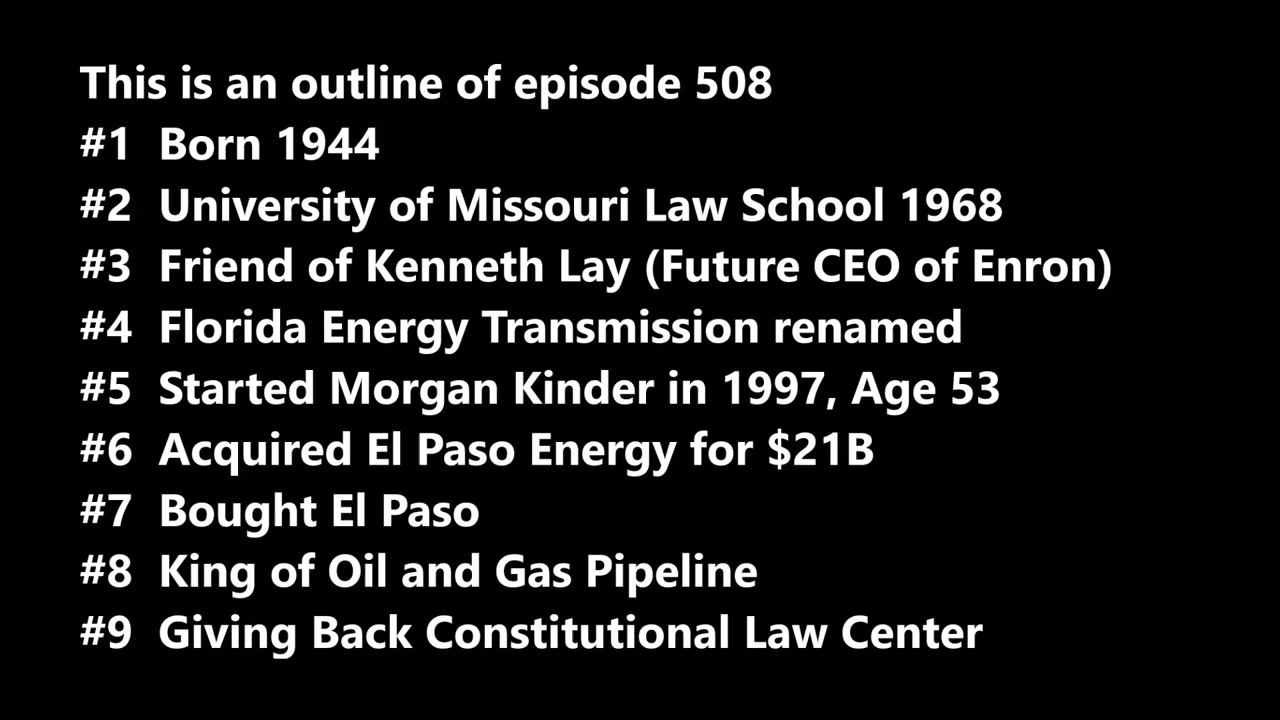 This is an outline of episode 508
#1 Born 1944
#2 University of Missouri Law School 1968
#3 Friend of Kenneth Lay (Future CEO of Enron)
#4 Florida Energy Transmission renamed
#5 Started Morgan Kinder in 1997, Age 53
#6 Acquired El Paso Energy for $21B
#7 Bought El Paso
#8 King of Oil and Gas Pipeline
#9 Giving Back Constitutional Law Center